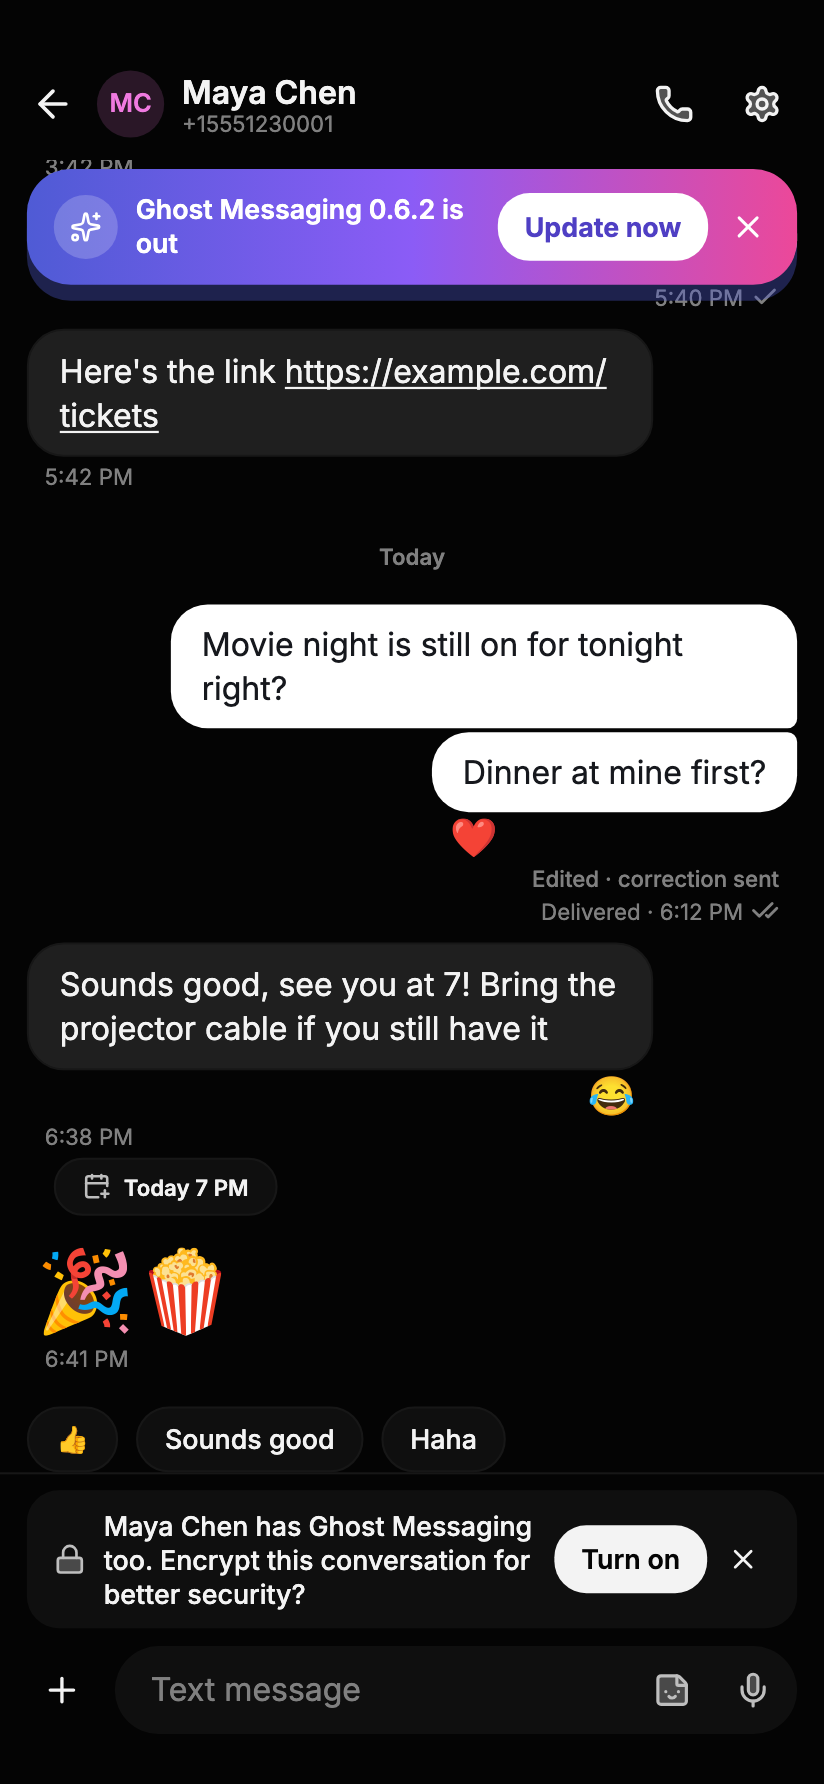 MC
Maya Chen
+15551230001
3:42 PM
Ghost Messaging 0.6.2 is
out
Update now
5:40 PM
Here's the link https://example.com/
tickets
5:42 PM
Today
Movie night is still on for tonight
right?
Dinner at mine first?
Edited · correction sent
Delivered · 6:12 PM
Sounds good, see you at 7! Bring the
projector cable if you still have it
6:38 PM
Today 7 PM
6:41 PM
Sounds good
Haha
Maya Chen has Ghost Messaging
too. Encrypt this conversation for
better security?
Turn on
Text message